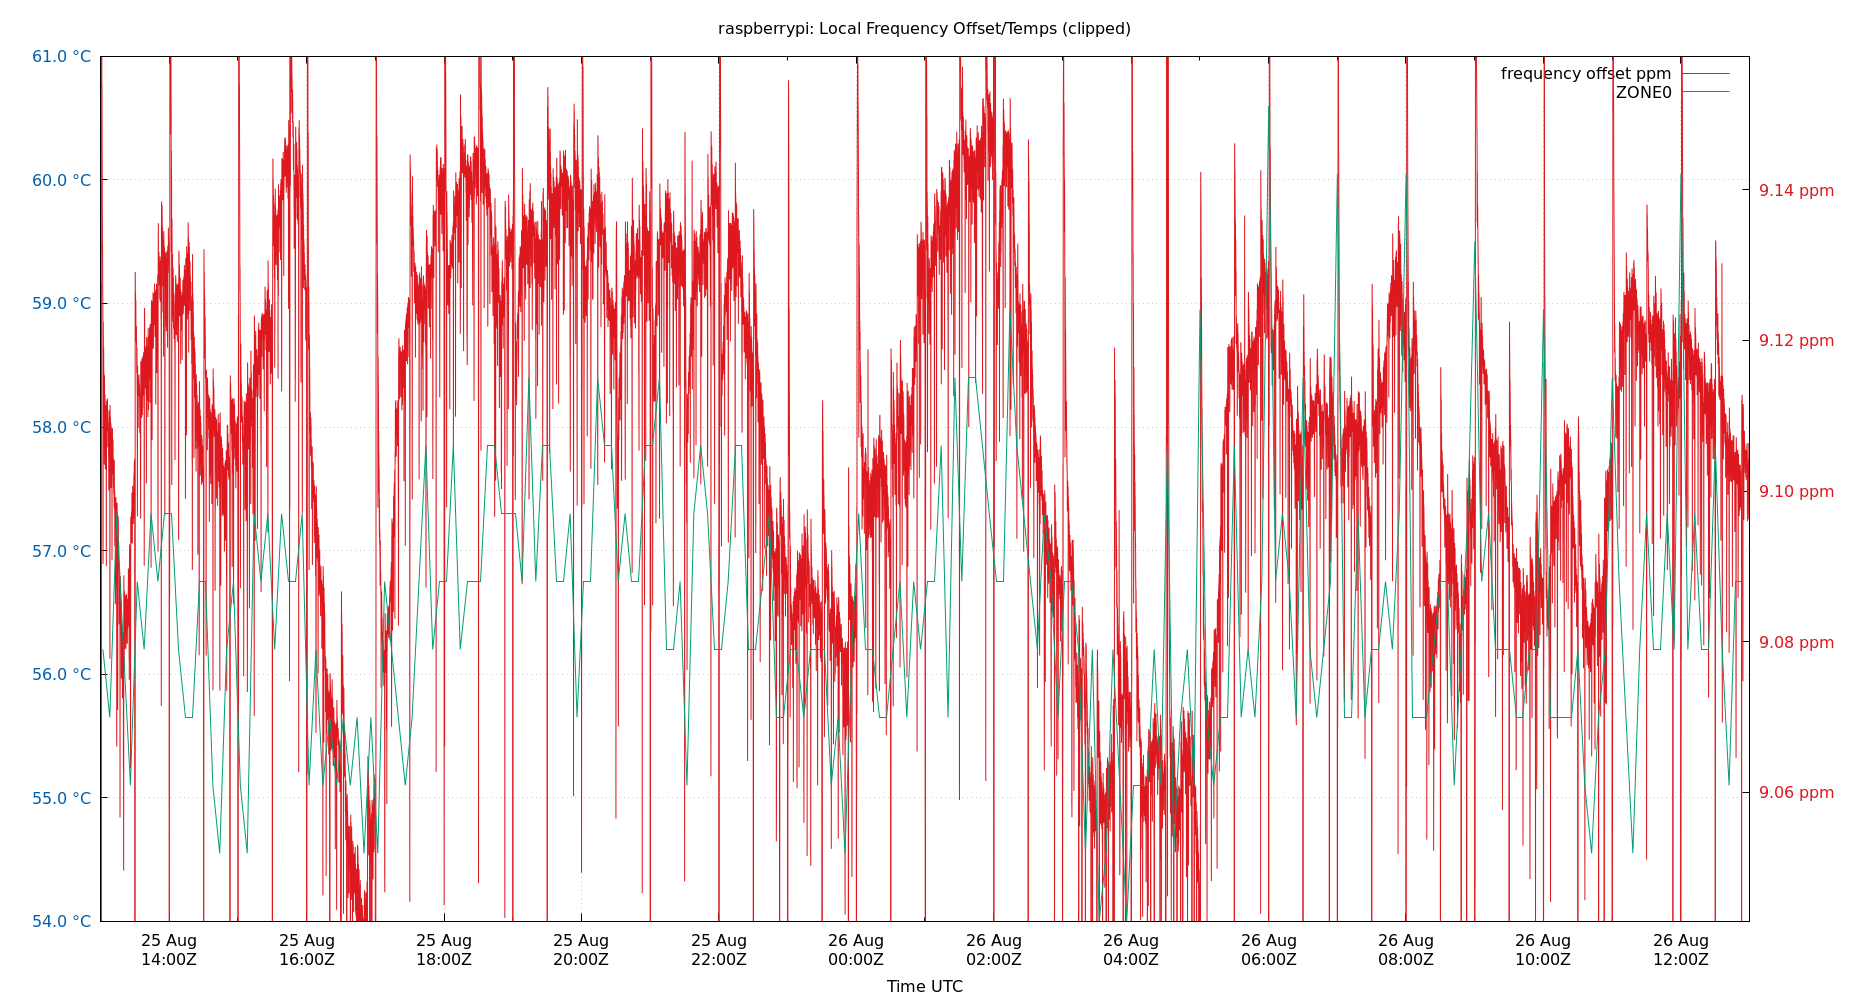 raspberrypi: Local Frequency Offset/Temps (clipped)
61.0 °C
60.0 °C
59.0 °C
58.0 °C
57.0 °C
56.0 °C
55.0 °C
54.0 °C
frequency offset ppm
ZONE0
9.14 ppm
9.12 ppm
9.10 ppm
9.08 ppm
9.06 ppm
25 Aug 25 Aug 25 Aug 25 Aug 25 Aug 26 Aug 26 Aug 26 Aug 26 Aug 26 Aug 26 Aug 26 Aug
14:00Z 16:00Z 18:00Z 20:00Z 22:00Z 00:00Z 02:00Z 04:00Z 06:00Z 08:00Z 10:00Z 12:00Z
Time UTC